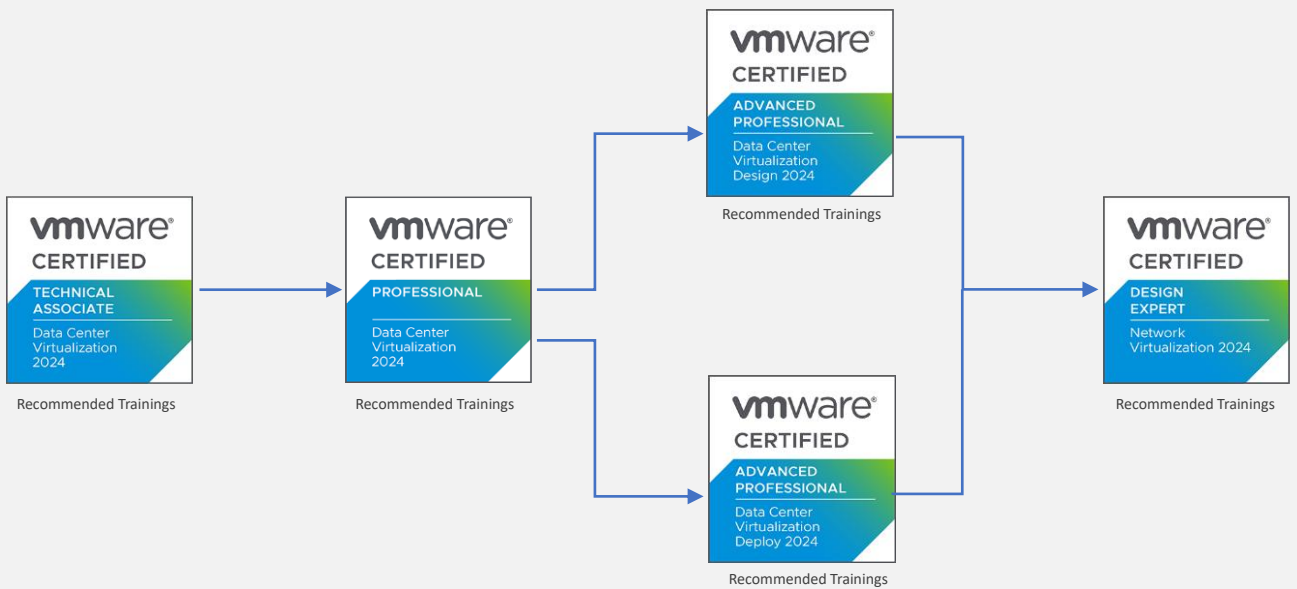 vmware®
CERTIFIED
TECHNICAL
ASSOCIATE
Data Center
Virtualization
2024
Recommended Trainings
vmware®
CERTIFIED
PROFESSIONAL
Data Center
Virtualization
2024
Recommended Trainings
vmware®
CERTIFIED
ADVANCED
PROFESSIONAL
Data Center
Virtualization
Design 2024
Recommended Trainings
vmware®
CERTIFIED
ADVANCED
PROFESSIONAL
Data Center
Virtualization
Deploy 2024
Recommended Trainings
vmware®
CERTIFIED
DESIGN
EXPERT
Network
Virtualization 2024
Recommended Trainings